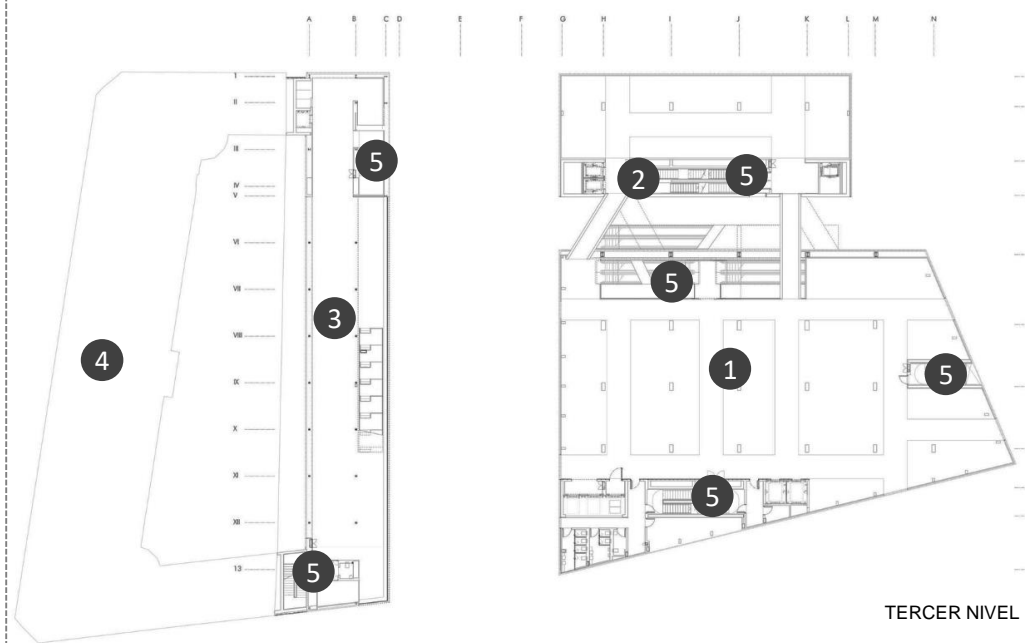 A B C D E F G H I J K L M N
I
II
III
5
IV
5
2
V
VI
5
VII
3
VIII
4
1
5
IX
X
XI
5
XII
13
5
TERCER NIVEL